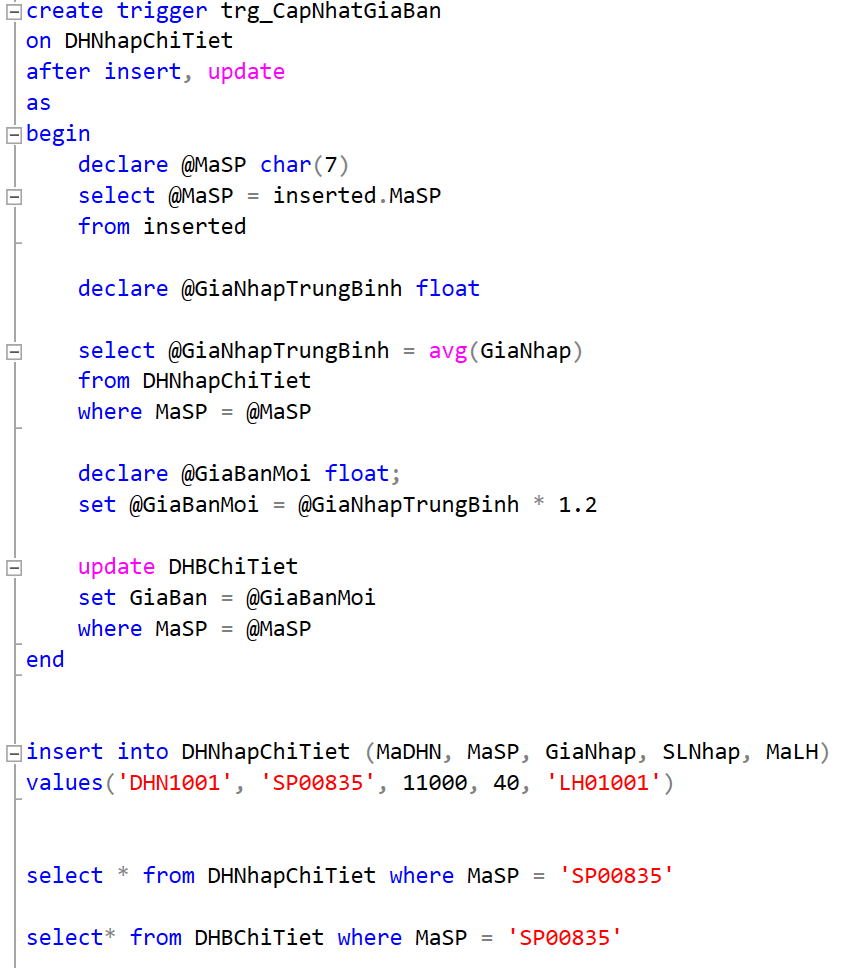 create trigger trg_CapNhatGiaBan
on DHNhapChiTiet
after insert, update
as
begin
declare @MaSP char(7)
select @MaSP = inserted.MaSP
from inserted
declare @GiaNhapTrungBinh float
select @GiaNhapTrungBinh = avg(GiaNhap)
from DHNhapChiTiet
where MaSP = @MaSP
declare @GiaBanMoi float;
set @GiaBanMoi = @GiaNhapTrungBinh * 1.2
update DHBChiTiet
set GiaBan = @GiaBanMoi
where MaSP = @MaSP
end
insert into DHNhapChiTiet (MaDHN, MaSP, GiaNhap, SLNhap, MaLH)
values('DHN1001', 'SP00835', 11000, 40, 'LH01001')
select * from DHNhapChiTiet where MaSP = 'SP00835'
select* from DHBChiTiet where MaSP = 'SP00835'